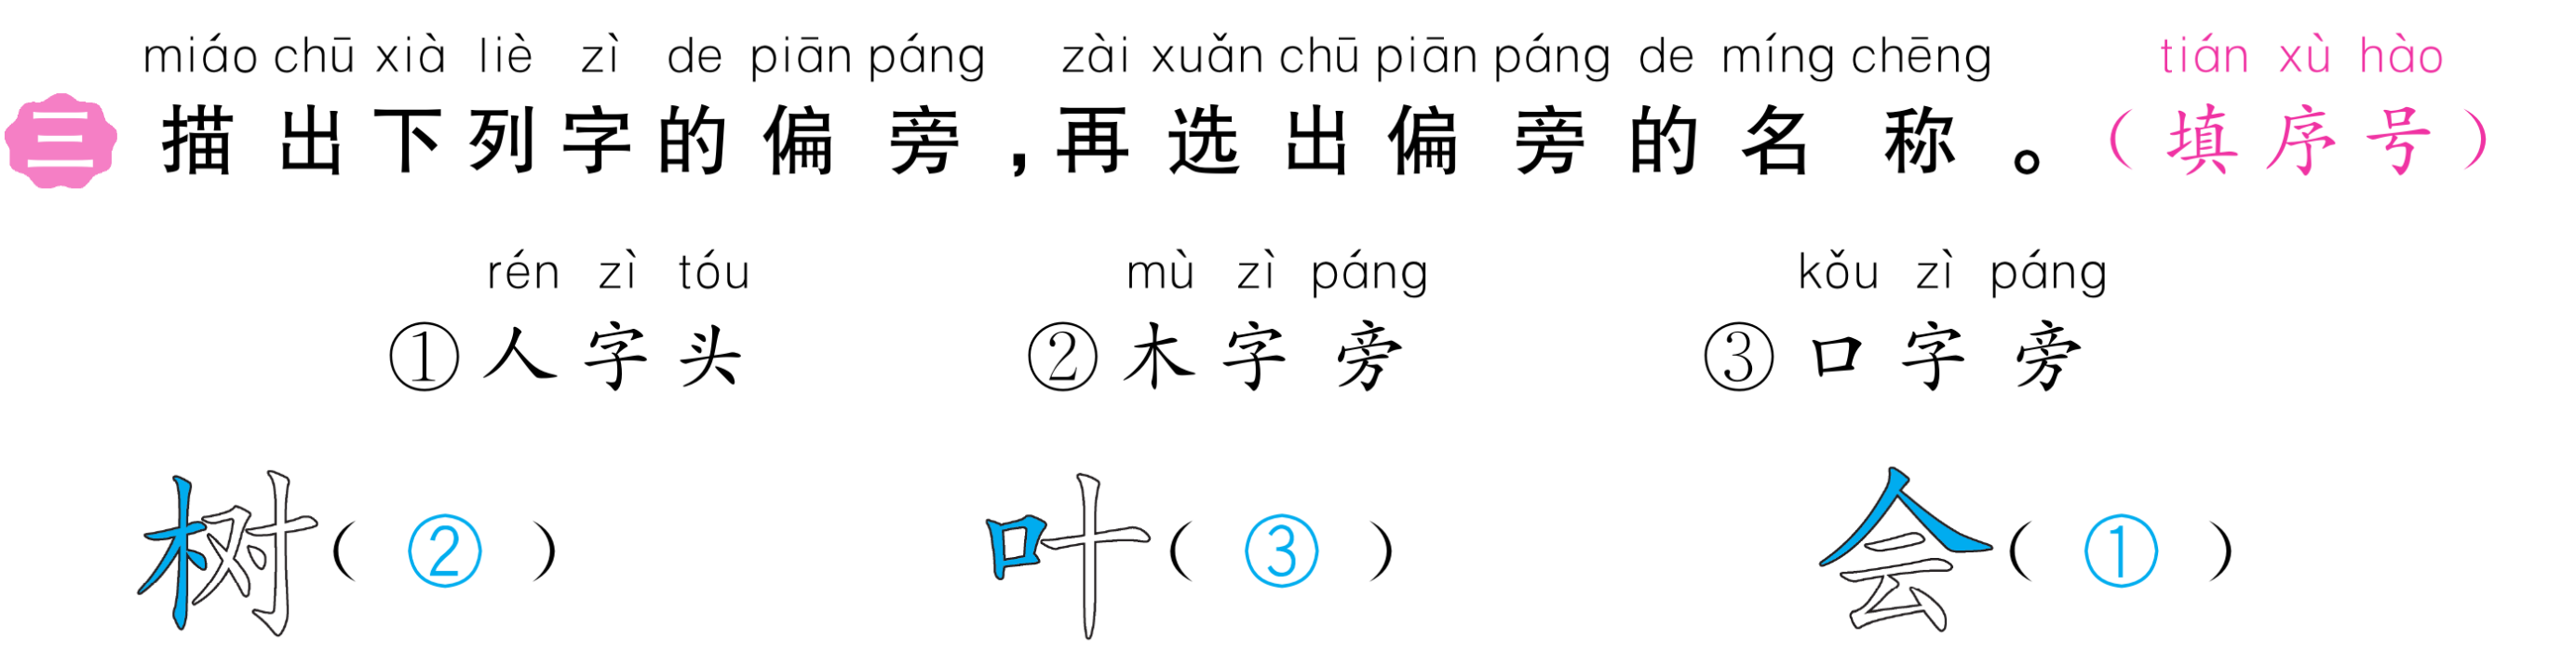 miáo chū xià liè zì de piān páng zài xuǎn chū piān páng de míng chēng tián xù hào
三 描出下列字的偏旁,再选出偏旁的名称。(填序号)
rén zì tóu mù zì páng kǒu zì páng
①人字头 ②木字旁 ③口字旁
树( ② ) 叶( ③ ) 会( ① )